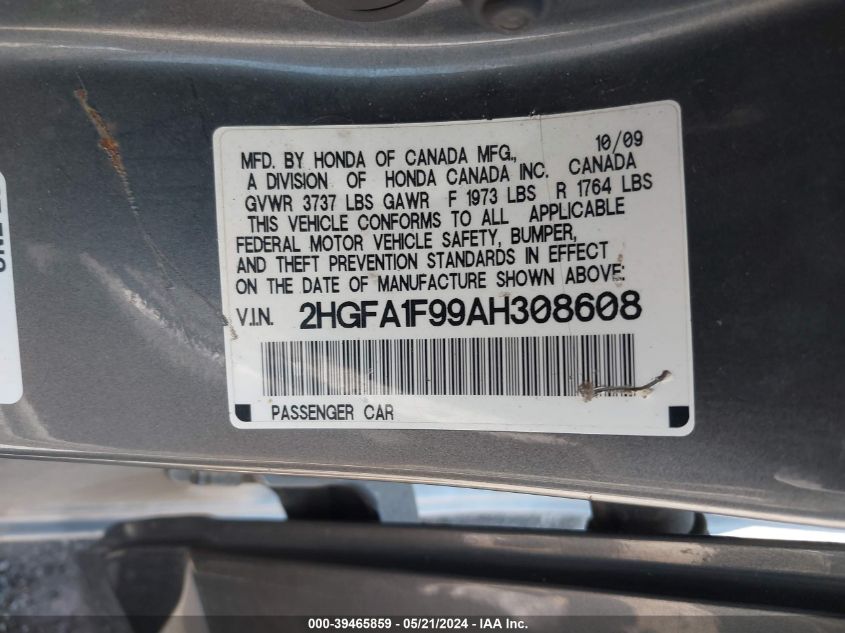 10/09
MFD. BY HONDA OF CANADA MFG.,
A DIVISION OF HONDA CANADA INC. CANADA
GVWR 3737 LBS GAWR F 1973 LBS R 1764 LBS
THIS VEHICLE CONFORMS TO ALL APPLICABLE
FEDERAL MOTOR VEHICLE SAFETY, BUMPER,
AND THEFT PREVENTION STANDARDS IN EFFECT
ON THE DATE OF MANUFACTURE SHOWN ABOVE:
V.I.N. 2HGFA1F99AH308608
PASSENGER CAR
000-39465859 / 05/21/2024 - IAA Inc.